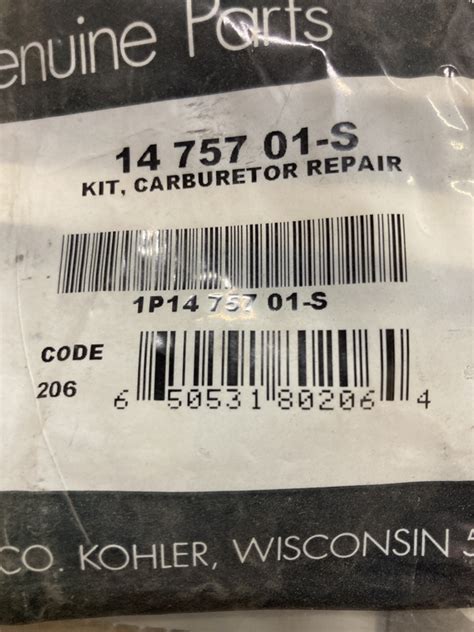 enuine Parts
14 757 01-S
KIT, CARBURETOR REPAIR
1P14 757 01-S
CODE
206
6 50531 80206 4
CO. KOHLER, WISCONSIN 5